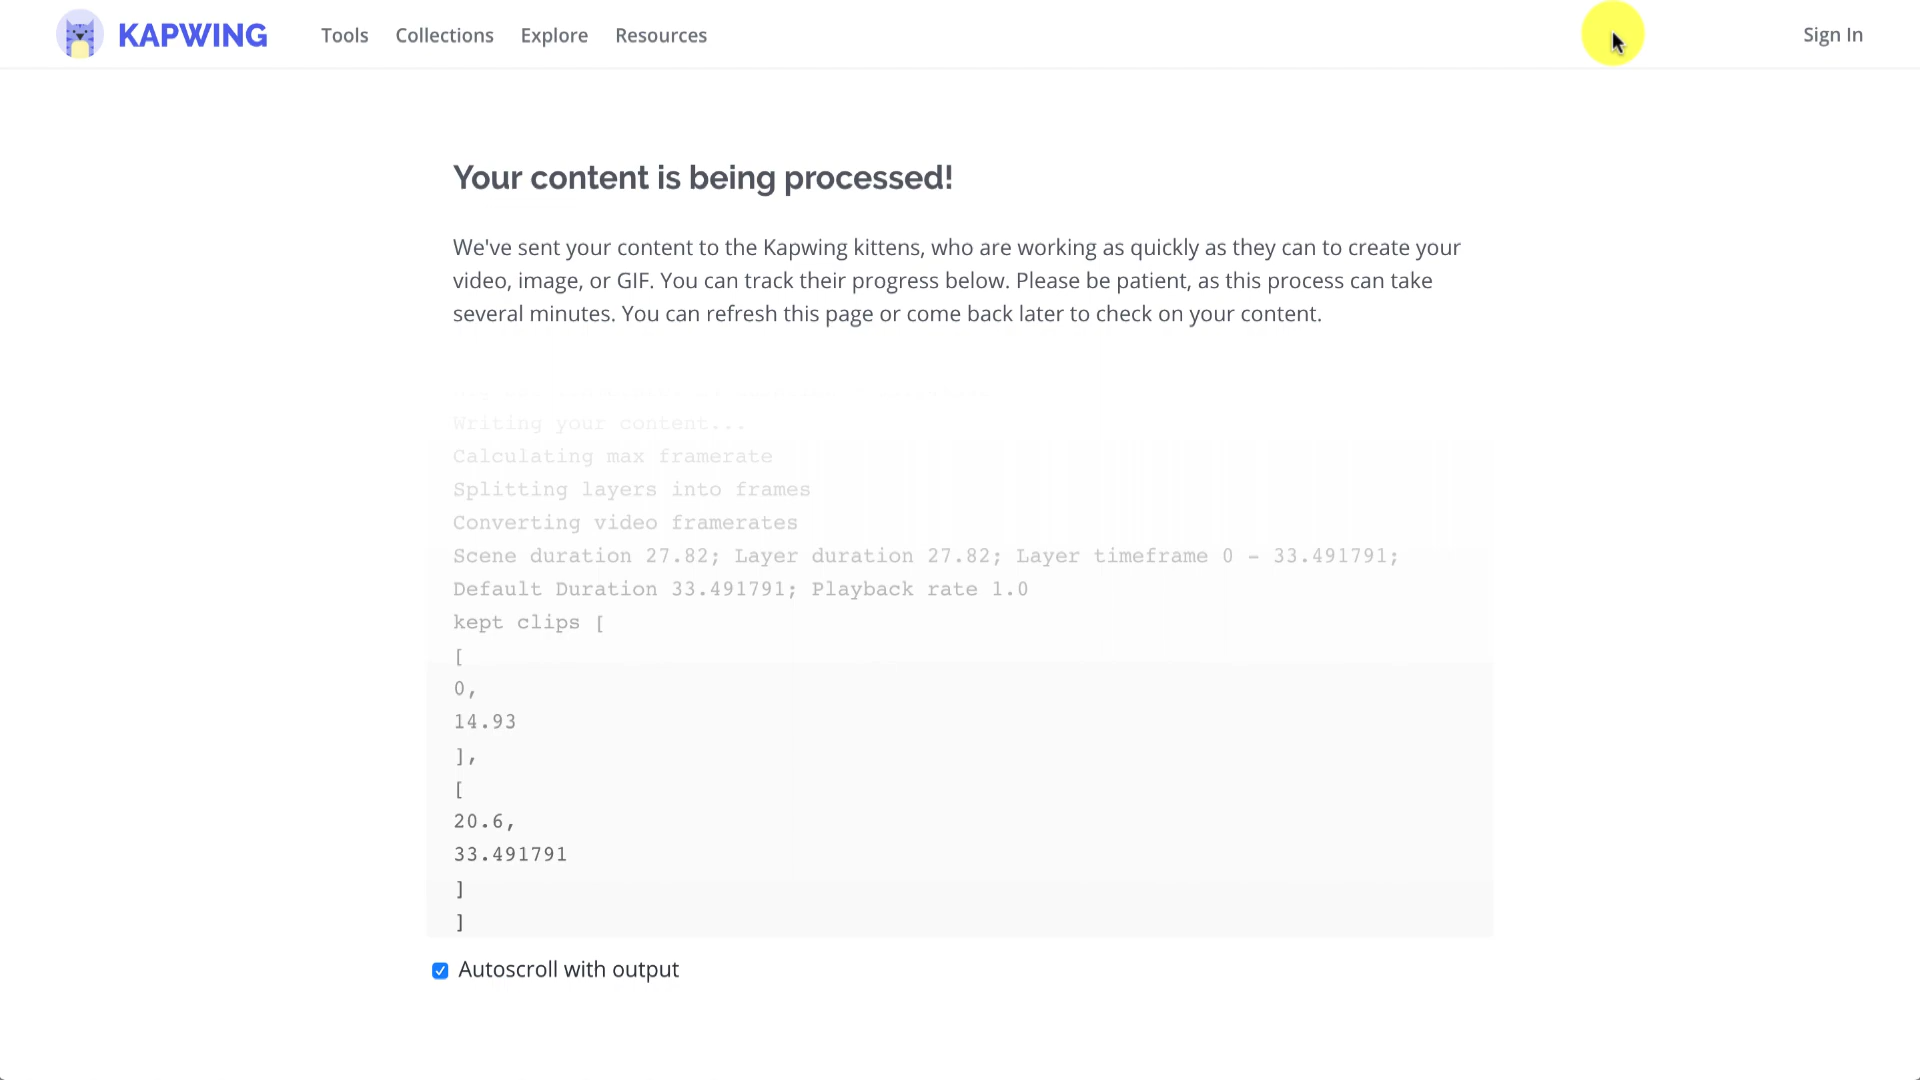 KAPWING
Tools
Collections
Explore
Resources
Sign In
Your content is being processed!
We've sent your content to the Kapwing kittens, who are working as quickly as they can to create your
video, image, or GIF. You can track their progress below. Please be patient, as this process can take
several minutes. You can refresh this page or come back later to check on your content.
Writing your content...
Calculating max framerate
Splitting layers into frames
Converting video framerates
Scene duration 27.82; Layer duration 27.82; Layer timeframe 0 - 33.491791;
Default Duration 33.491791; Playback rate 1.0
kept clips [
[
0,
14.93
],
[
20.6,
33.491791
]
]
Autoscroll with output